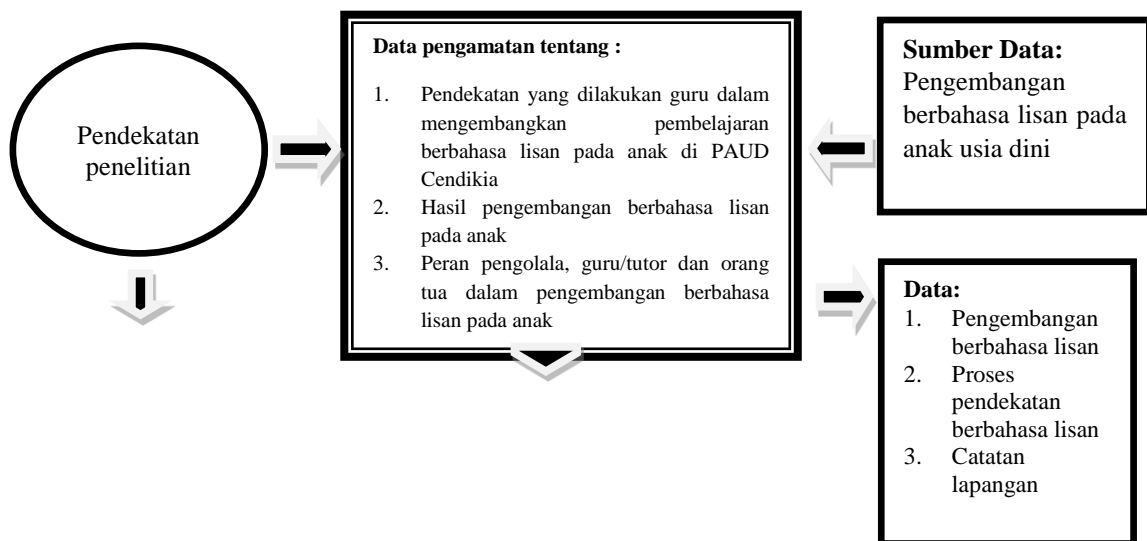 Pendekatan
penelitian
Data pengamatan tentang :
1. Pendekatan yang dilakukan guru dalam
mengembangkan pembelajaran
berbahasa lisan pada anak di PAUD
Cendikia
2. Hasil pengembangan berbahasa lisan
pada anak
3. Peran pengolala, guru/tutor dan orang
tua dalam pengembangan berbahasa
lisan pada anak
Sumber Data:
Pengembangan
berbahasa lisan pada
anak usia dini
Data:
1. Pengembangan
berbahasa lisan
2. Proses
pendekatan
berbahasa lisan
3. Catatan
lapangan